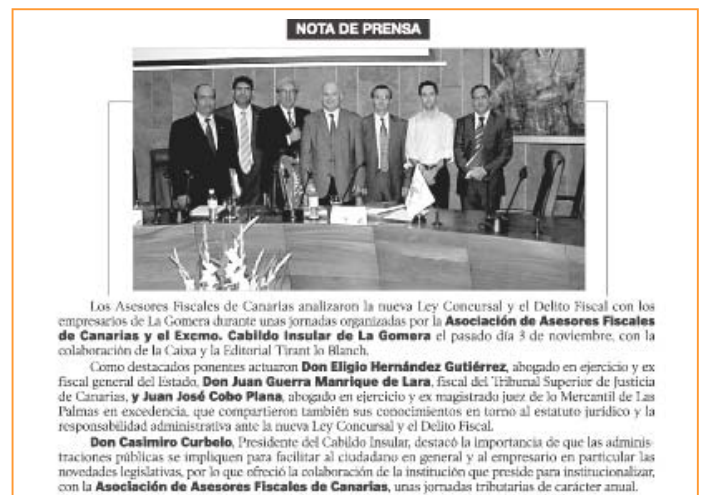 NOTA DE PRENSA
Los Asesores Fiscales de Canarias analizaron la nueva Ley Concursal y el Delito Fiscal con los
empresarios de La Gomera durante unas jornadas organizadas por la Asociación de Asesores Fiscales
de Canarias y el Excmo. Cabildo Insular de La Gomera el pasado día 3 de noviembre, con la
colaboración de la Caixa y la Editorial Tirant lo Blanch.
Como destacados ponentes actuaron Don Eligio Hernández Gutiérrez, abogado en ejercicio y ex
fiscal general del Estado, Don Juan Guerra Manrique de Lara, fiscal del Tribunal Superior de Justicia
de Canarias, y Juan José Cobo Plana, abogado en ejercicio y ex magistrado juez de lo Mercantil de Las
Palmas en excedencia, que compartieron también sus conocimientos en torno al estatuto jurídico y la
responsabilidad administrativa ante la nueva Ley Concursal y el Delito Fiscal.
Don Casimiro Curbelo, Presidente del Cabildo Insular, destacó la importancia de que las adminis-
traciones públicas se impliquen para facilitar al ciudadano en general y al empresario en particular las
novedades legislativas, por lo que ofreció la colaboración de la institución que preside para institucionalizar,
con la Asociación de Asesores Fiscales de Canarias, unas jornadas tributarias de carácter anual.